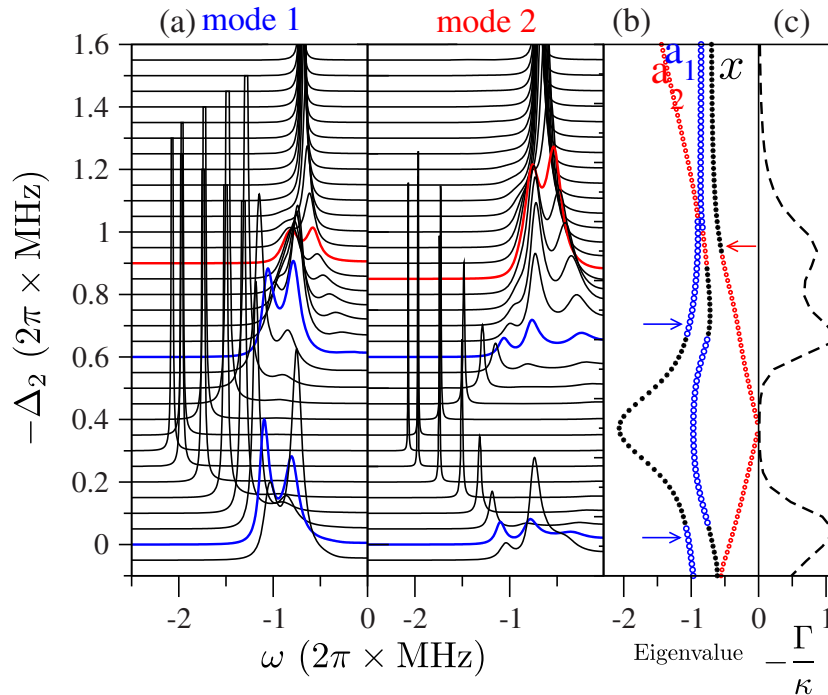 (a) mode 1 mode 2 (b) (c)
1.6
1.4
1.2
1
0.8
0.6
0.4
0.2
0
−Δ₂ (2π × MHz)
a₁
a₂
x
-2 -1 0
-2 -1
-2 -1 0 1
ω (2π × MHz)
Eigenvalue
−Γ/κ